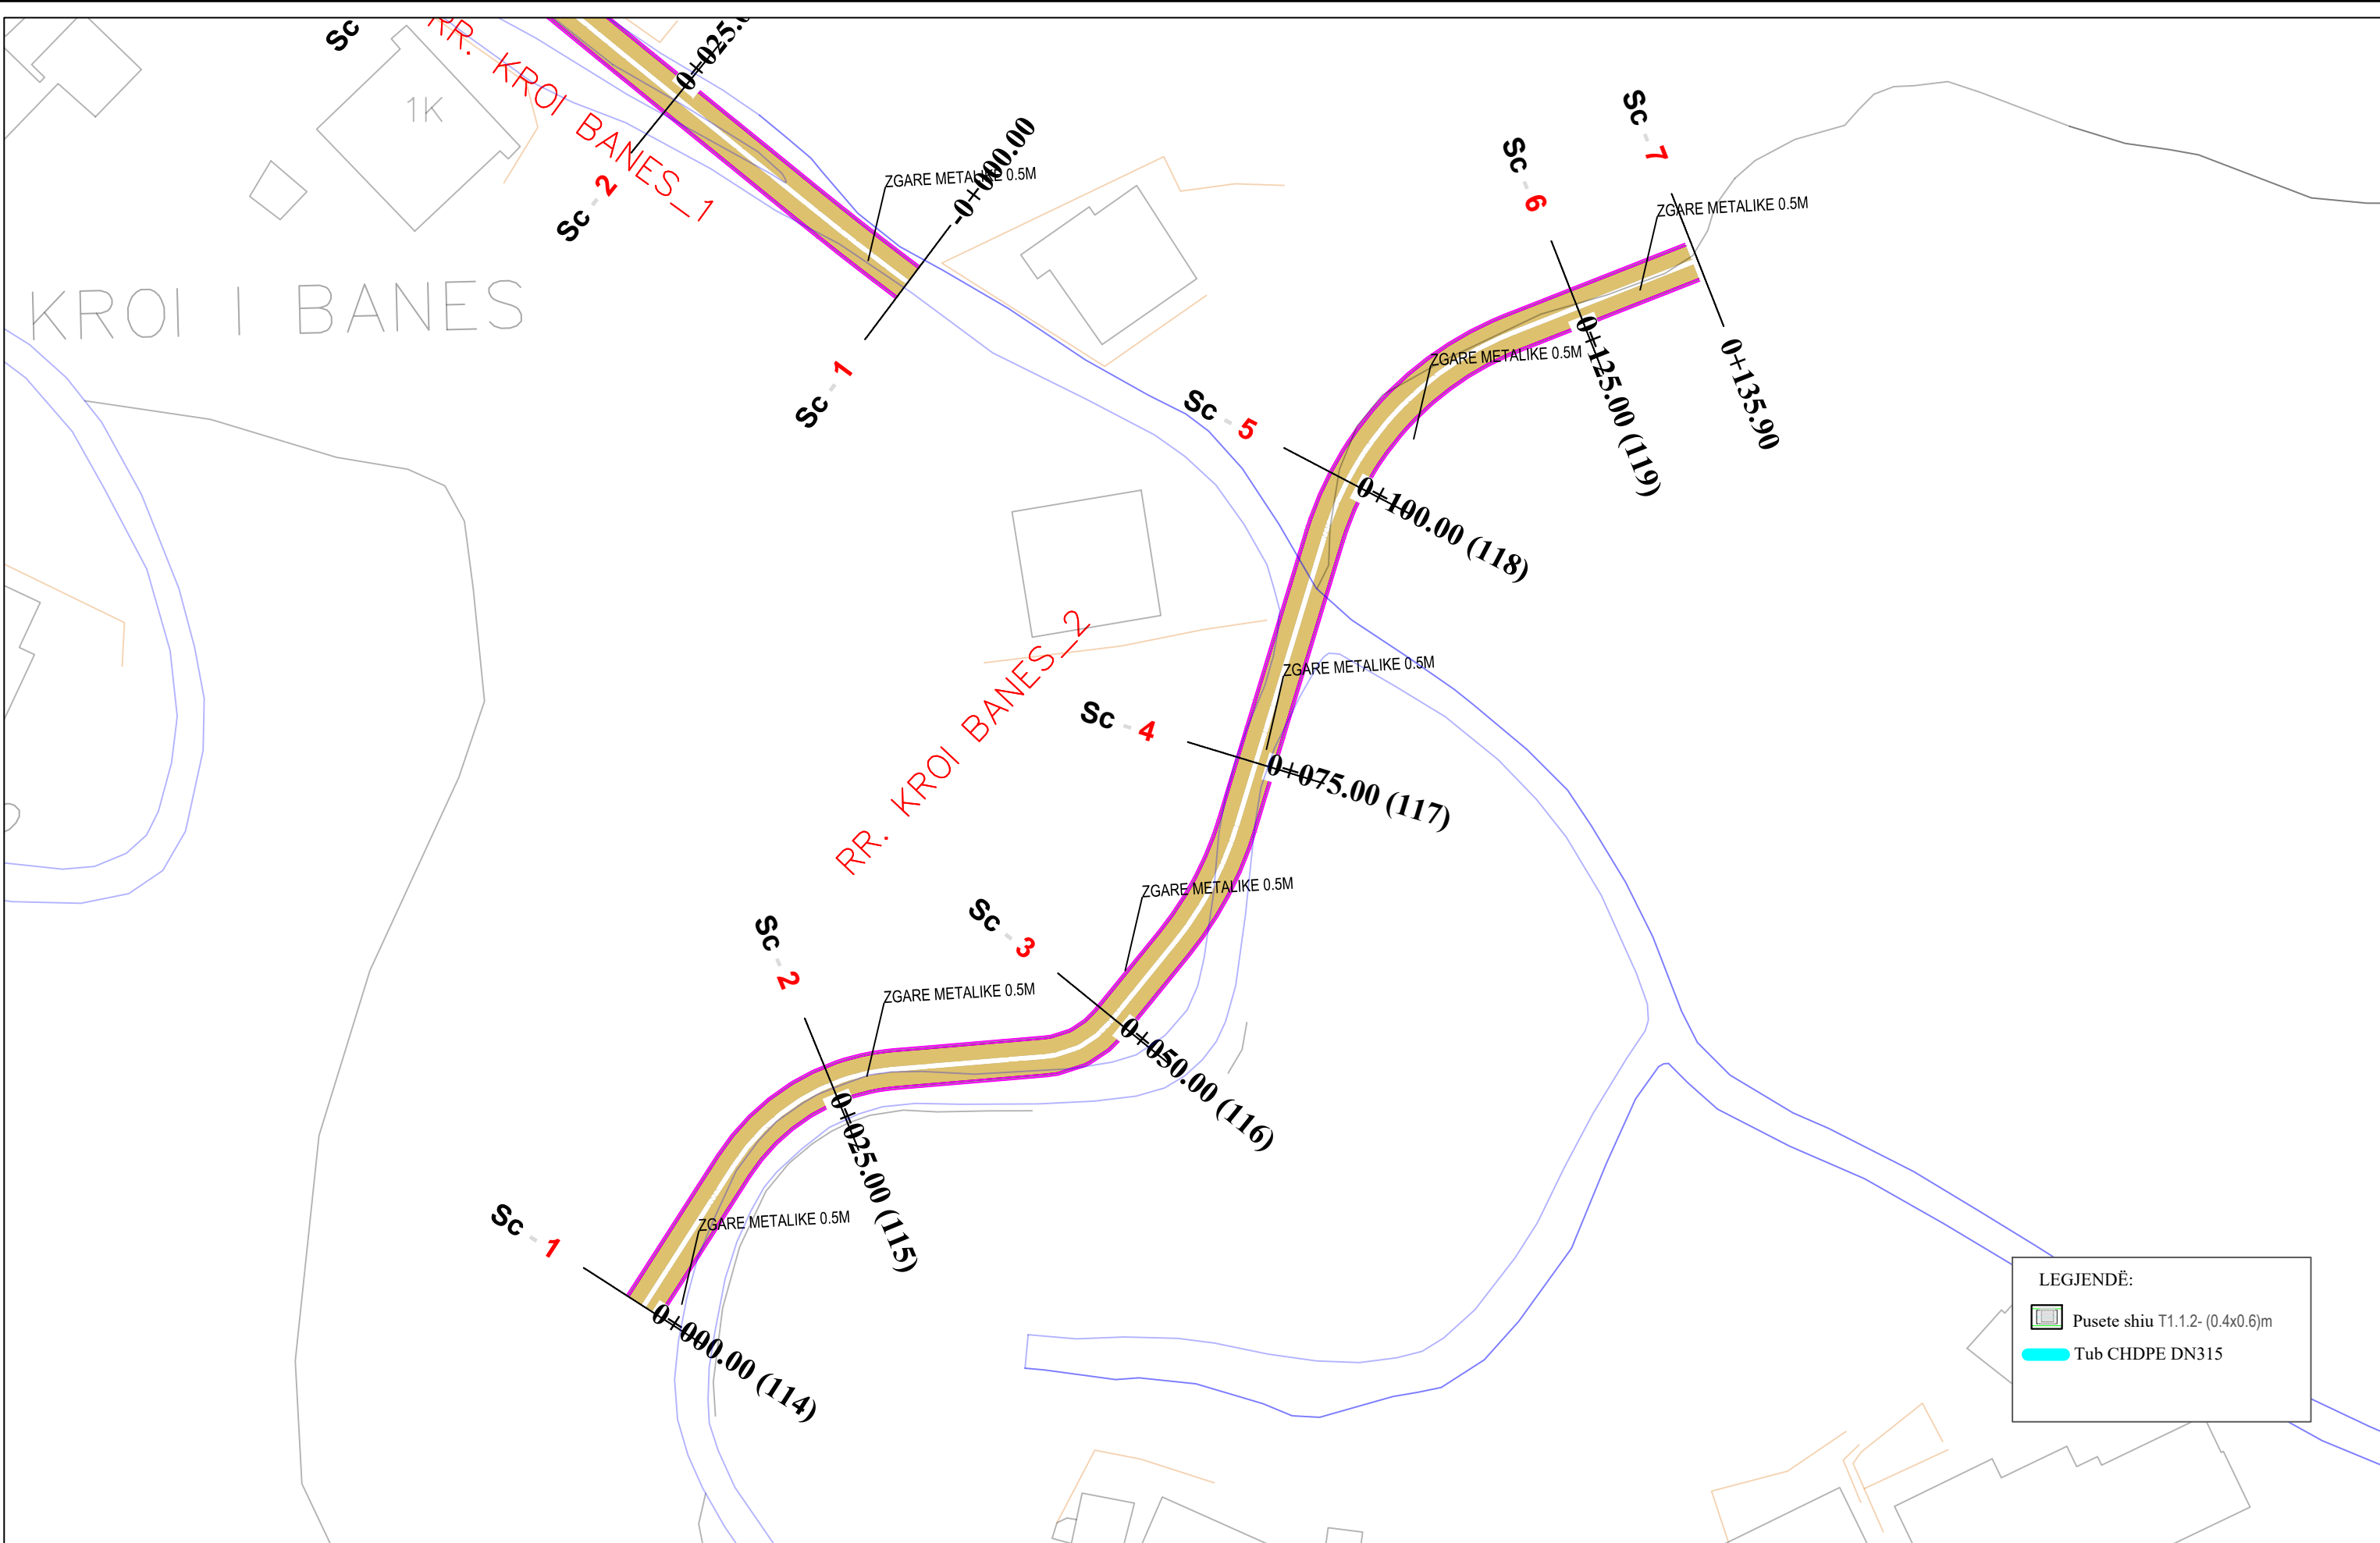 Sc
RR. KROI BANES_1
0+025.0
1K
Sc - 2
ZGARE METALIKE 0.5M
-0+000.00
Sc - 1
KROI I BANES
Sc - 7
Sc - 6
ZGARE METALIKE 0.5M
0+135.90
0+125.00 (119)
ZGARE METALIKE 0.5M
Sc - 5
0+100.00 (118)
RR. KROI BANES_2
ZGARE METALIKE 0.5M
Sc - 4
0+075.00 (117)
ZGARE METALIKE 0.5M
Sc - 3
0+050.00 (116)
Sc - 2
ZGARE METALIKE 0.5M
0+025.00 (115)
Sc - 1
ZGARE METALIKE 0.5M
0+000.00 (114)
LEGJENDË:
Pusete shiu T1.1.2- (0.4x0.6)m
Tub CHDPE DN315